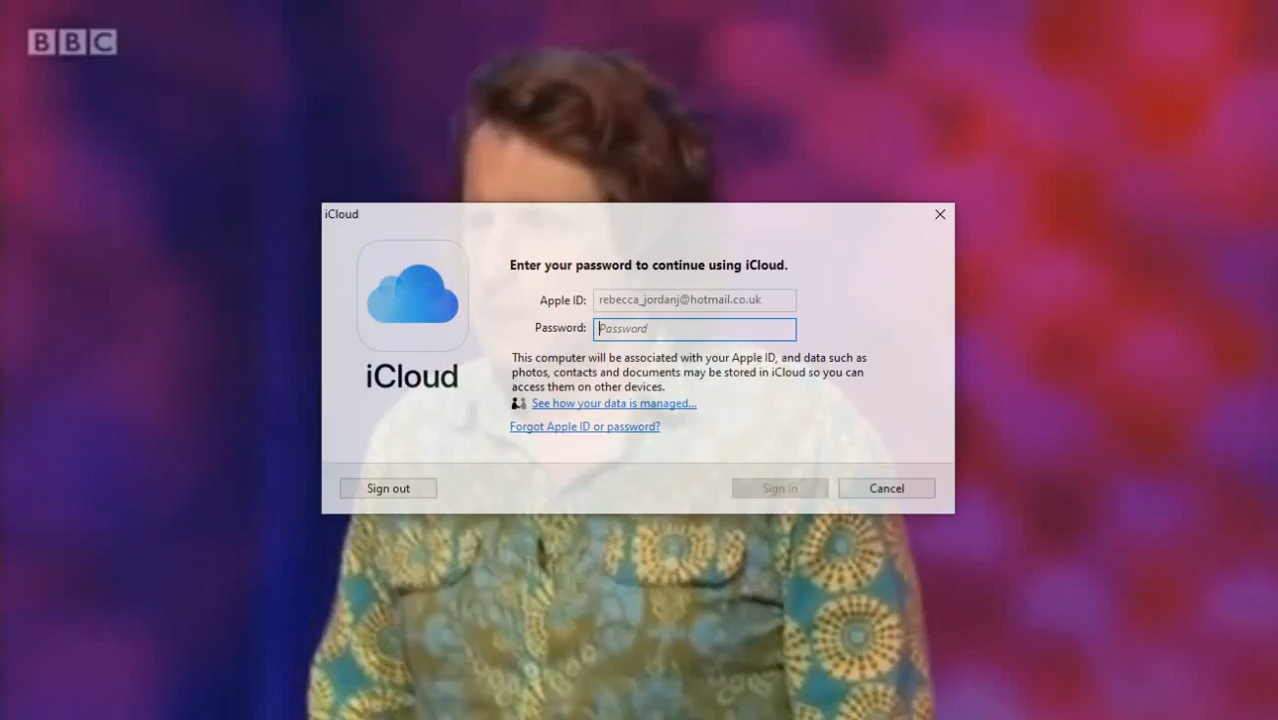 BBC
iCloud
Enter your password to continue using iCloud.
Apple ID: rebecca_jordanj@hotmail.co.uk
Password: Password
This computer will be associated with your Apple ID, and data such as
photos, contacts and documents may be stored in iCloud so you can
access them on other devices.
See how your data is managed...
Forgot Apple ID or password?
iCloud
Sign out
Sign In
Cancel